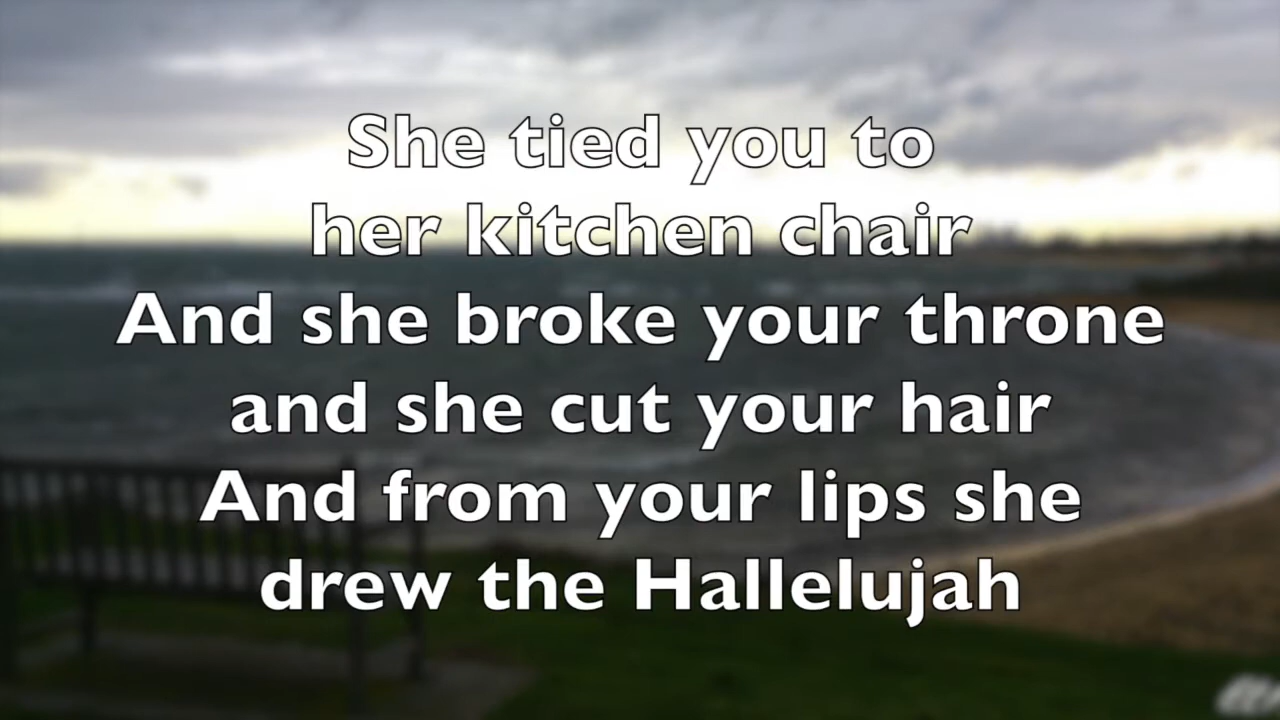 She tied you to
her kitchen chair
And she broke your throne
and she cut your hair
And from your lips she
drew the Hallelujah